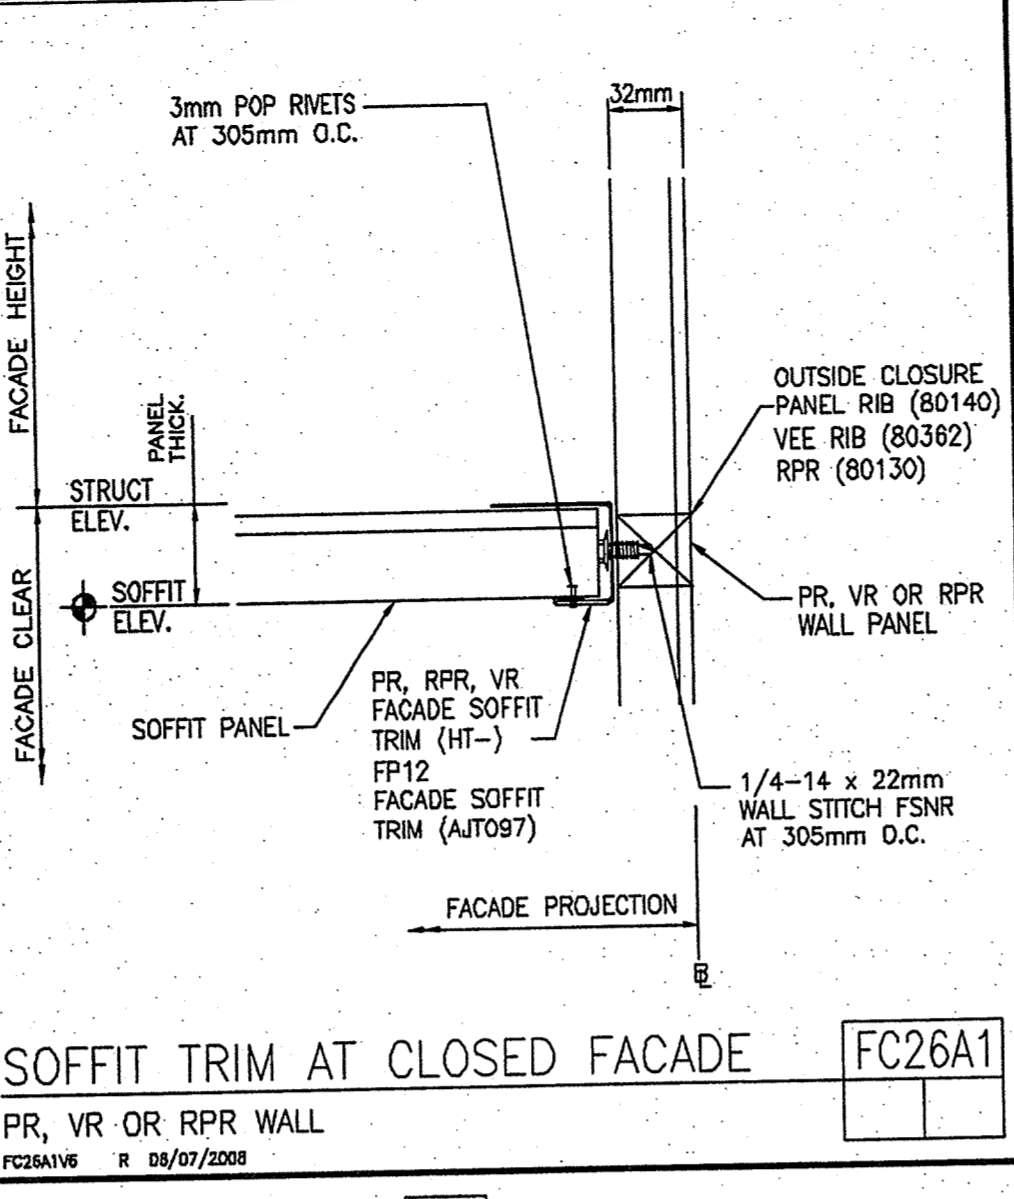 3mm POP RIVETS
AT 305mm O.C.
32mm
FACADE HEIGHT
PANEL
THICK.
OUTSIDE CLOSURE
PANEL RIB (80140)
VEE RIB (80362)
RPR (80130)
STRUCT
ELEV.
SOFFIT
ELEV.
FACADE CLEAR
PR, VR OR RPR
WALL PANEL
SOFFIT PANEL
PR, RPR, VR
FACADE SOFFIT
TRIM (HT-)
FP12
FACADE SOFFIT
TRIM (AJT097)
1/4-14 x 22mm
WALL STITCH FSNR
AT 305mm O.C.
FACADE PROJECTION
BL
SOFFIT TRIM AT CLOSED FACADE
FC26A1
PR, VR OR RPR WALL
FC26A1V6 R 08/07/2008